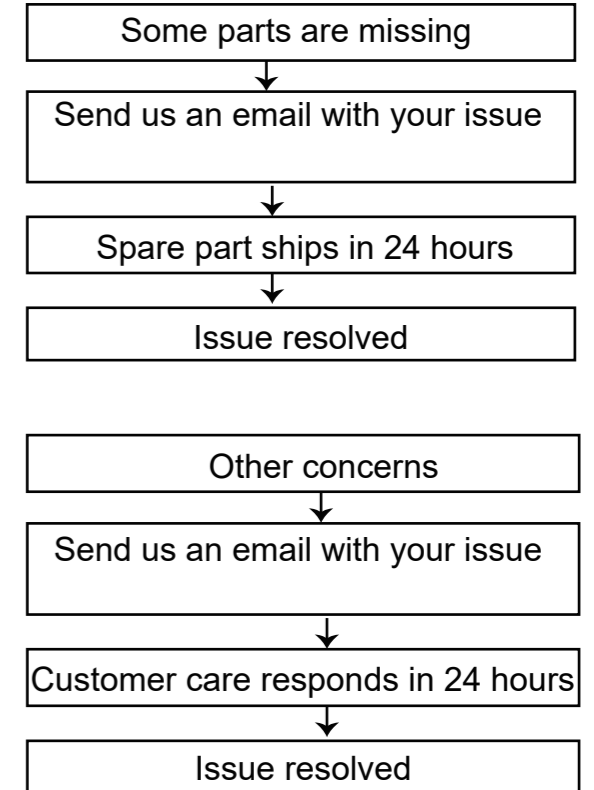 Some parts are missing
Send us an email with your issue
Spare part ships in 24 hours
Issue resolved
Other concerns
Send us an email with your issue
Customer care responds in 24 hours
Issue resolved